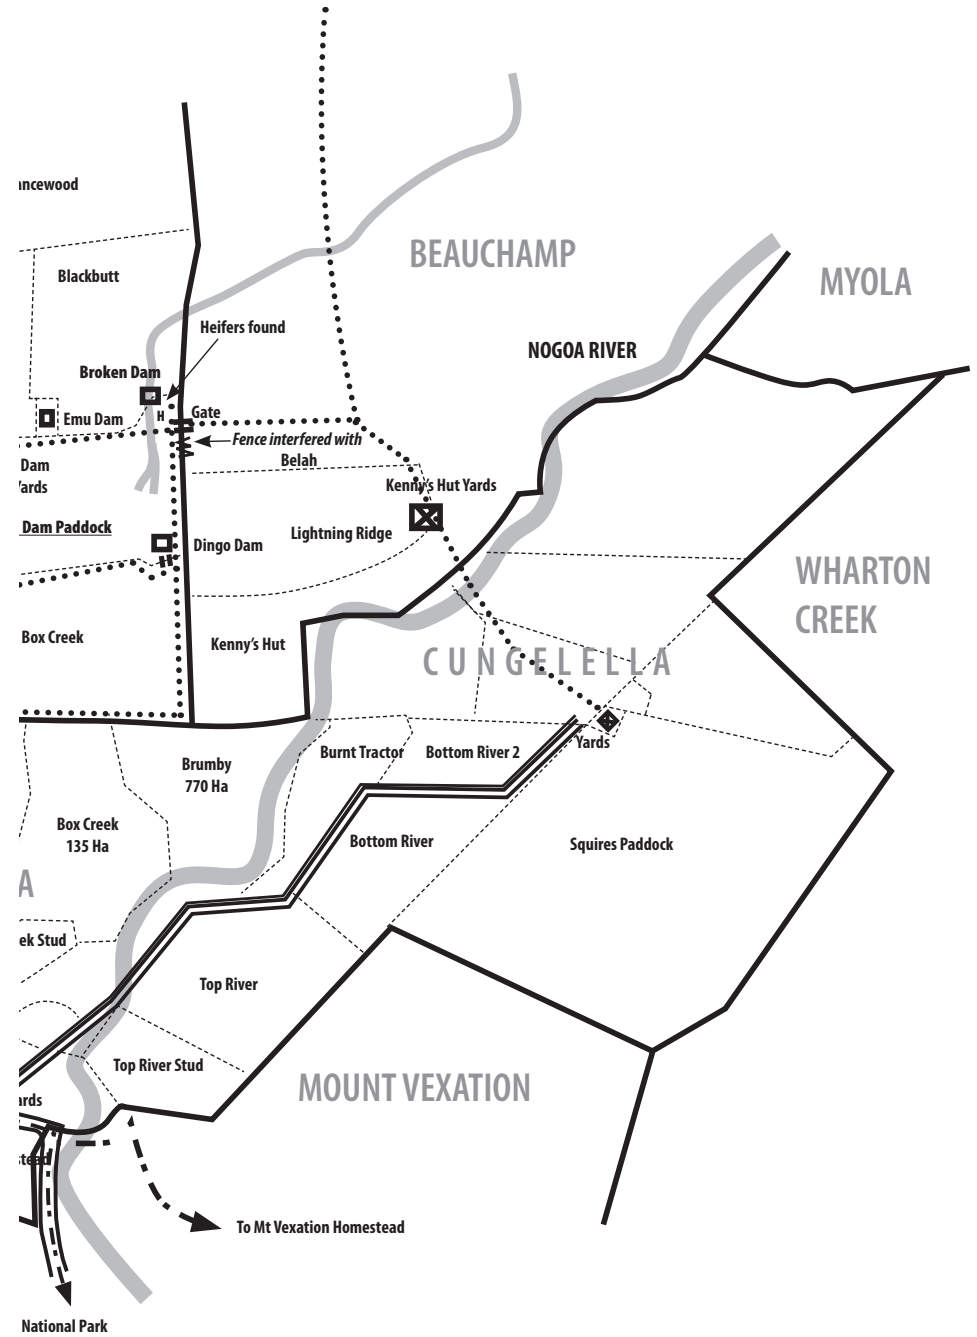 ancewood
BEAUCHAMP
Blackbutt
MYOLA
Heifers found
NOGOA RIVER
Broken Dam
H
Gate
Emu Dam
Fence interfered with
Belah
Dam
Yards
Kenny's Hut Yards
Dam Paddock
Lightning Ridge
Dingo Dam
WHARTON
CREEK
Box Creek
Kenny's Hut
CUNGELELLA
Yards
Burnt Tractor
Bottom River 2
Brumby
770 Ha
Box Creek
135 Ha
Bottom River
Squires Paddock
A
ek Stud
Top River
Top River Stud
MOUNT VEXATION
ards
stead
To Mt Vexation Homestead
National Park